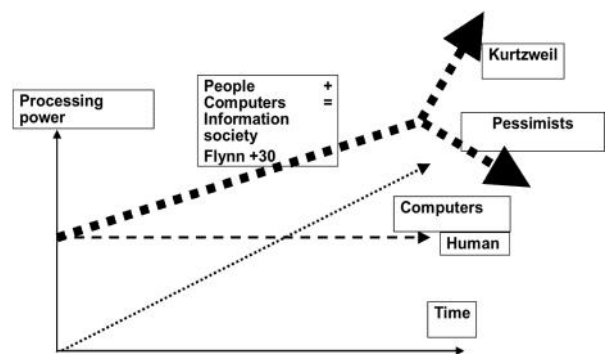 Kurtzweil
Processing
power
People +
Computers =
Information
society
Flynn +30
Pessimists
Computers
Human
Time